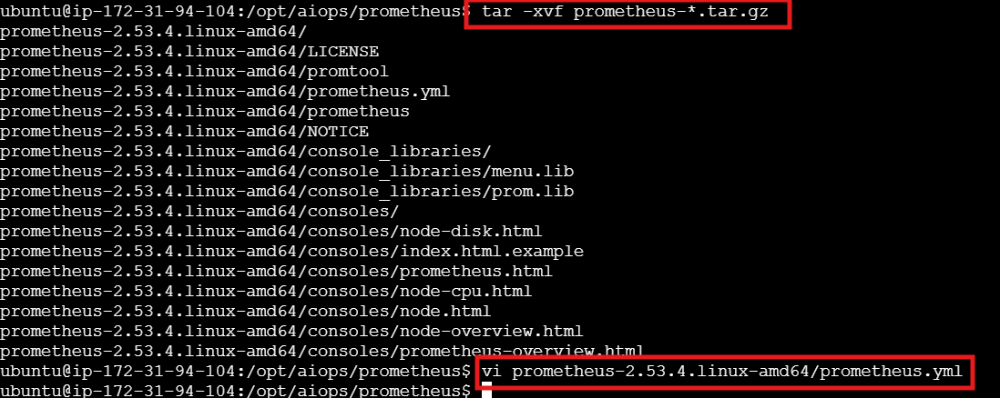 ubuntu@ip-172-31-94-104:/opt/aiops/prometheus$ tar -xvf prometheus-*.tar.gz
prometheus-2.53.4.linux-amd64/
prometheus-2.53.4.linux-amd64/LICENSE
prometheus-2.53.4.linux-amd64/promtool
prometheus-2.53.4.linux-amd64/prometheus.yml
prometheus-2.53.4.linux-amd64/prometheus
prometheus-2.53.4.linux-amd64/NOTICE
prometheus-2.53.4.linux-amd64/console_libraries/
prometheus-2.53.4.linux-amd64/console_libraries/menu.lib
prometheus-2.53.4.linux-amd64/console_libraries/prom.lib
prometheus-2.53.4.linux-amd64/consoles/
prometheus-2.53.4.linux-amd64/consoles/node-disk.html
prometheus-2.53.4.linux-amd64/consoles/index.html.example
prometheus-2.53.4.linux-amd64/consoles/prometheus.html
prometheus-2.53.4.linux-amd64/consoles/node-cpu.html
prometheus-2.53.4.linux-amd64/consoles/node.html
prometheus-2.53.4.linux-amd64/consoles/node-overview.html
prometheus-2.53.4.linux-amd64/consoles/prometheus-overview.html
ubuntu@ip-172-31-94-104:/opt/aiops/prometheus$ vi prometheus-2.53.4.linux-amd64/prometheus.yml
ubuntu@ip-172-31-94-104:/opt/aiops/prometheus$